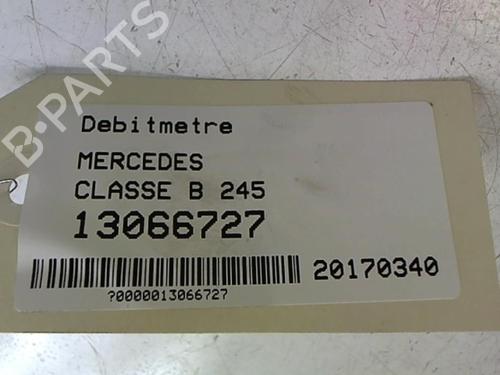 B-PARTS
Debitmetre
MERCEDES
CLASSE B 245
13066727
20170340
?0000013066727